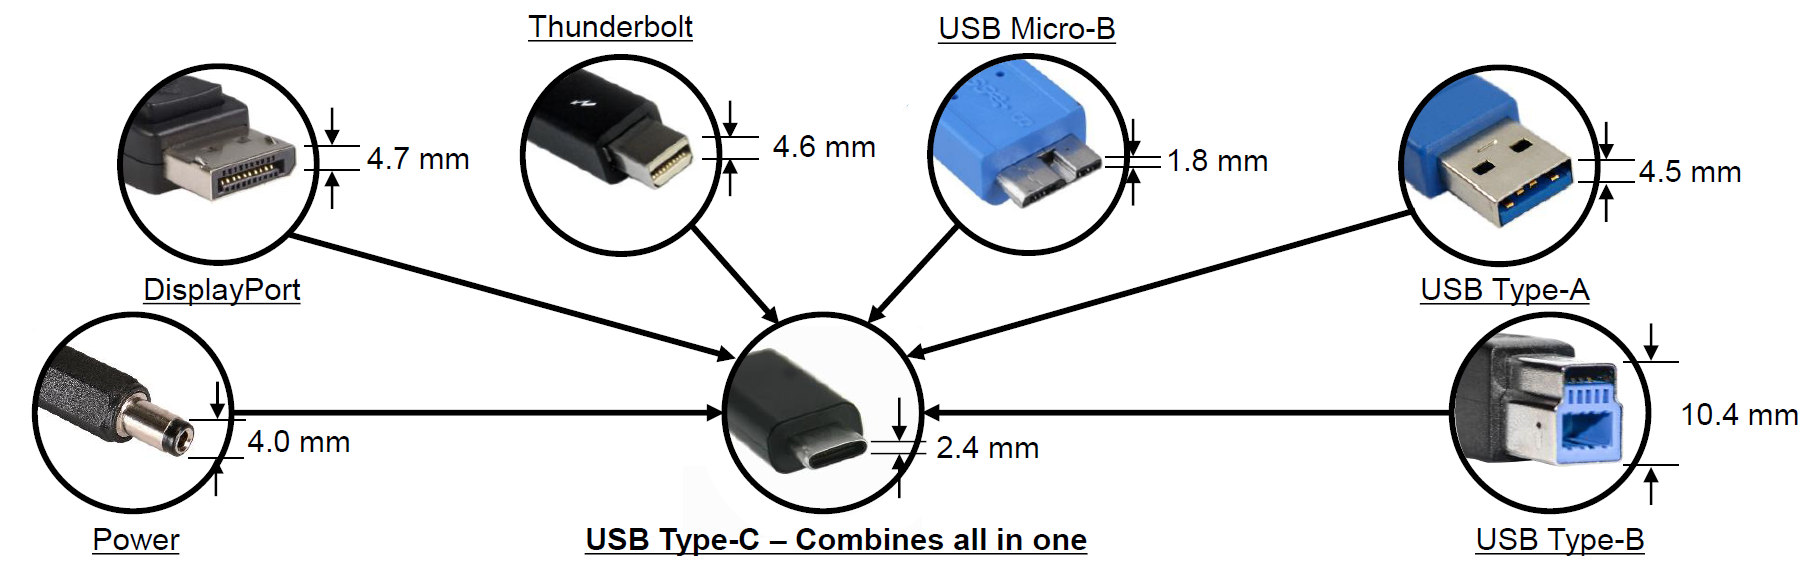 Thunderbolt
USB Micro-B
4.7 mm
4.6 mm
1.8 mm
4.5 mm
DisplayPort
USB Type-A
4.0 mm
2.4 mm
10.4 mm
Power
USB Type-C – Combines all in one
USB Type-B